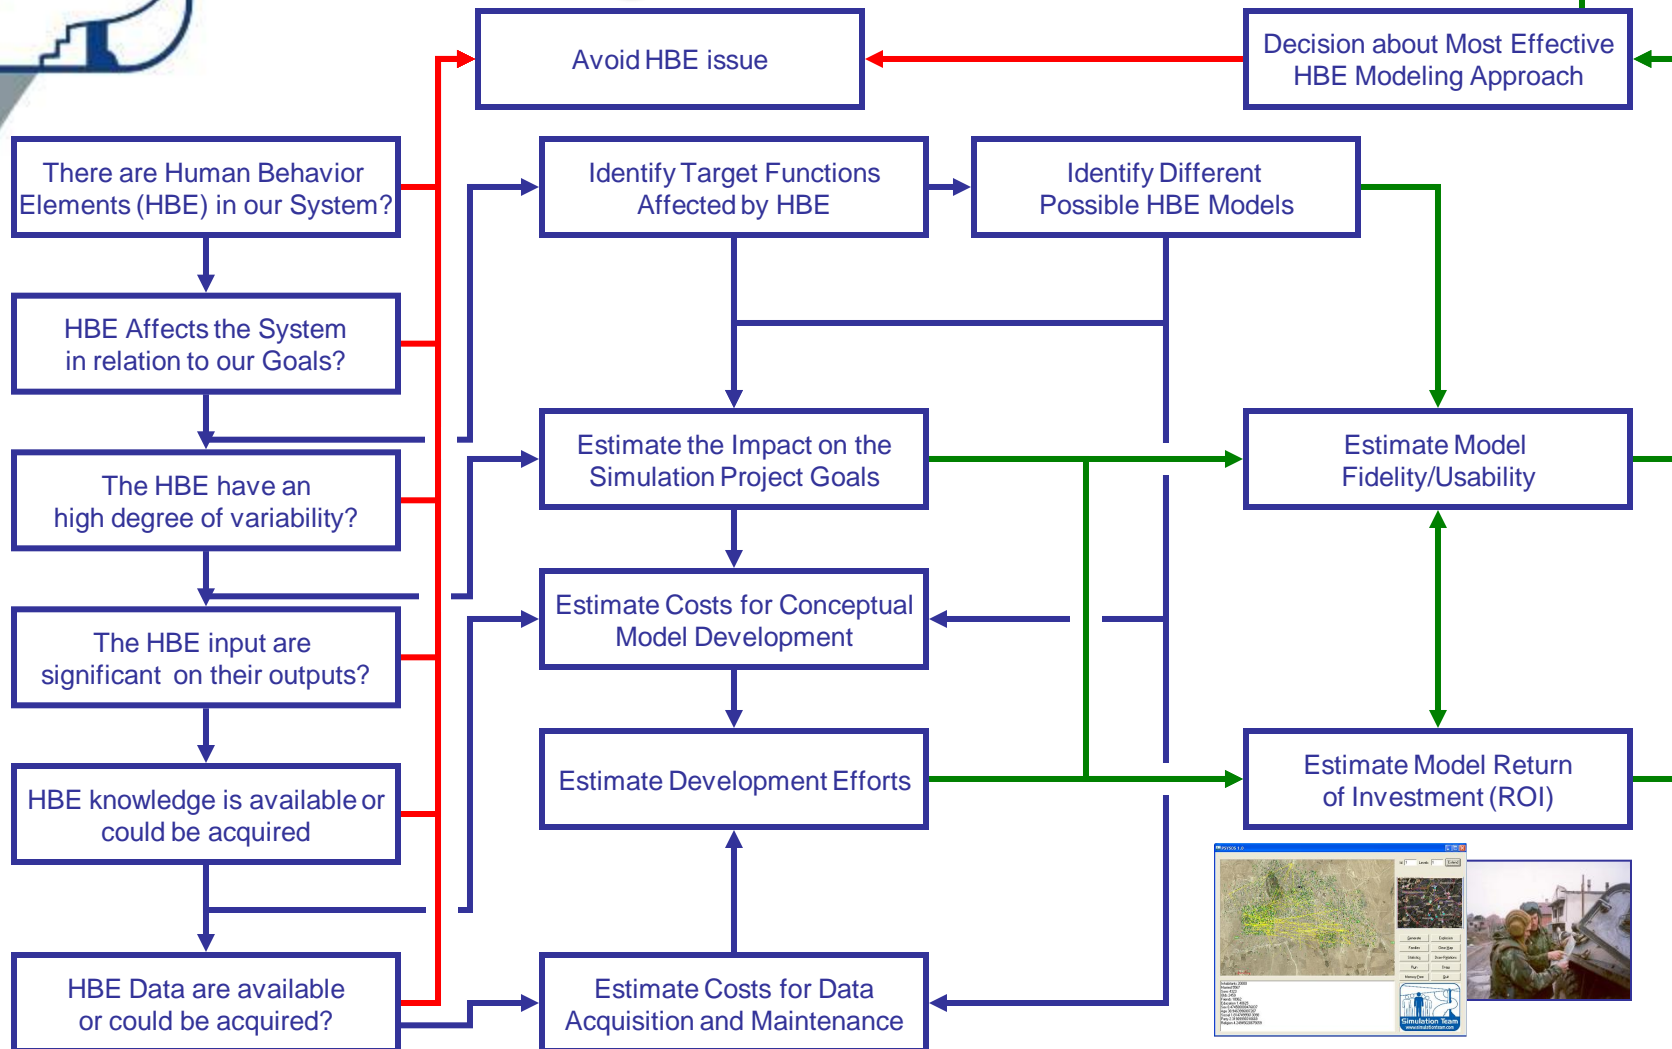 Avoid HBE issue
Decision about Most Effective
HBE Modeling Approach
There are Human Behavior
Elements (HBE) in our System?
Identify Target Functions
Affected by HBE
Identify Different
Possible HBE Models
HBE Affects the System
in relation to our Goals?
The HBE have an
high degree of variability?
Estimate the Impact on the
Simulation Project Goals
Estimate Model
Fidelity/Usability
The HBE input are
significant on their outputs?
Estimate Costs for Conceptual
Model Development
HBE knowledge is available or
could be acquired
Estimate Development Efforts
Estimate Model Return
of Investment (ROI)
HBE Data are available
or could be acquired?
Estimate Costs for Data
Acquisition and Maintenance
Simulation Team
www.simulationteam.com